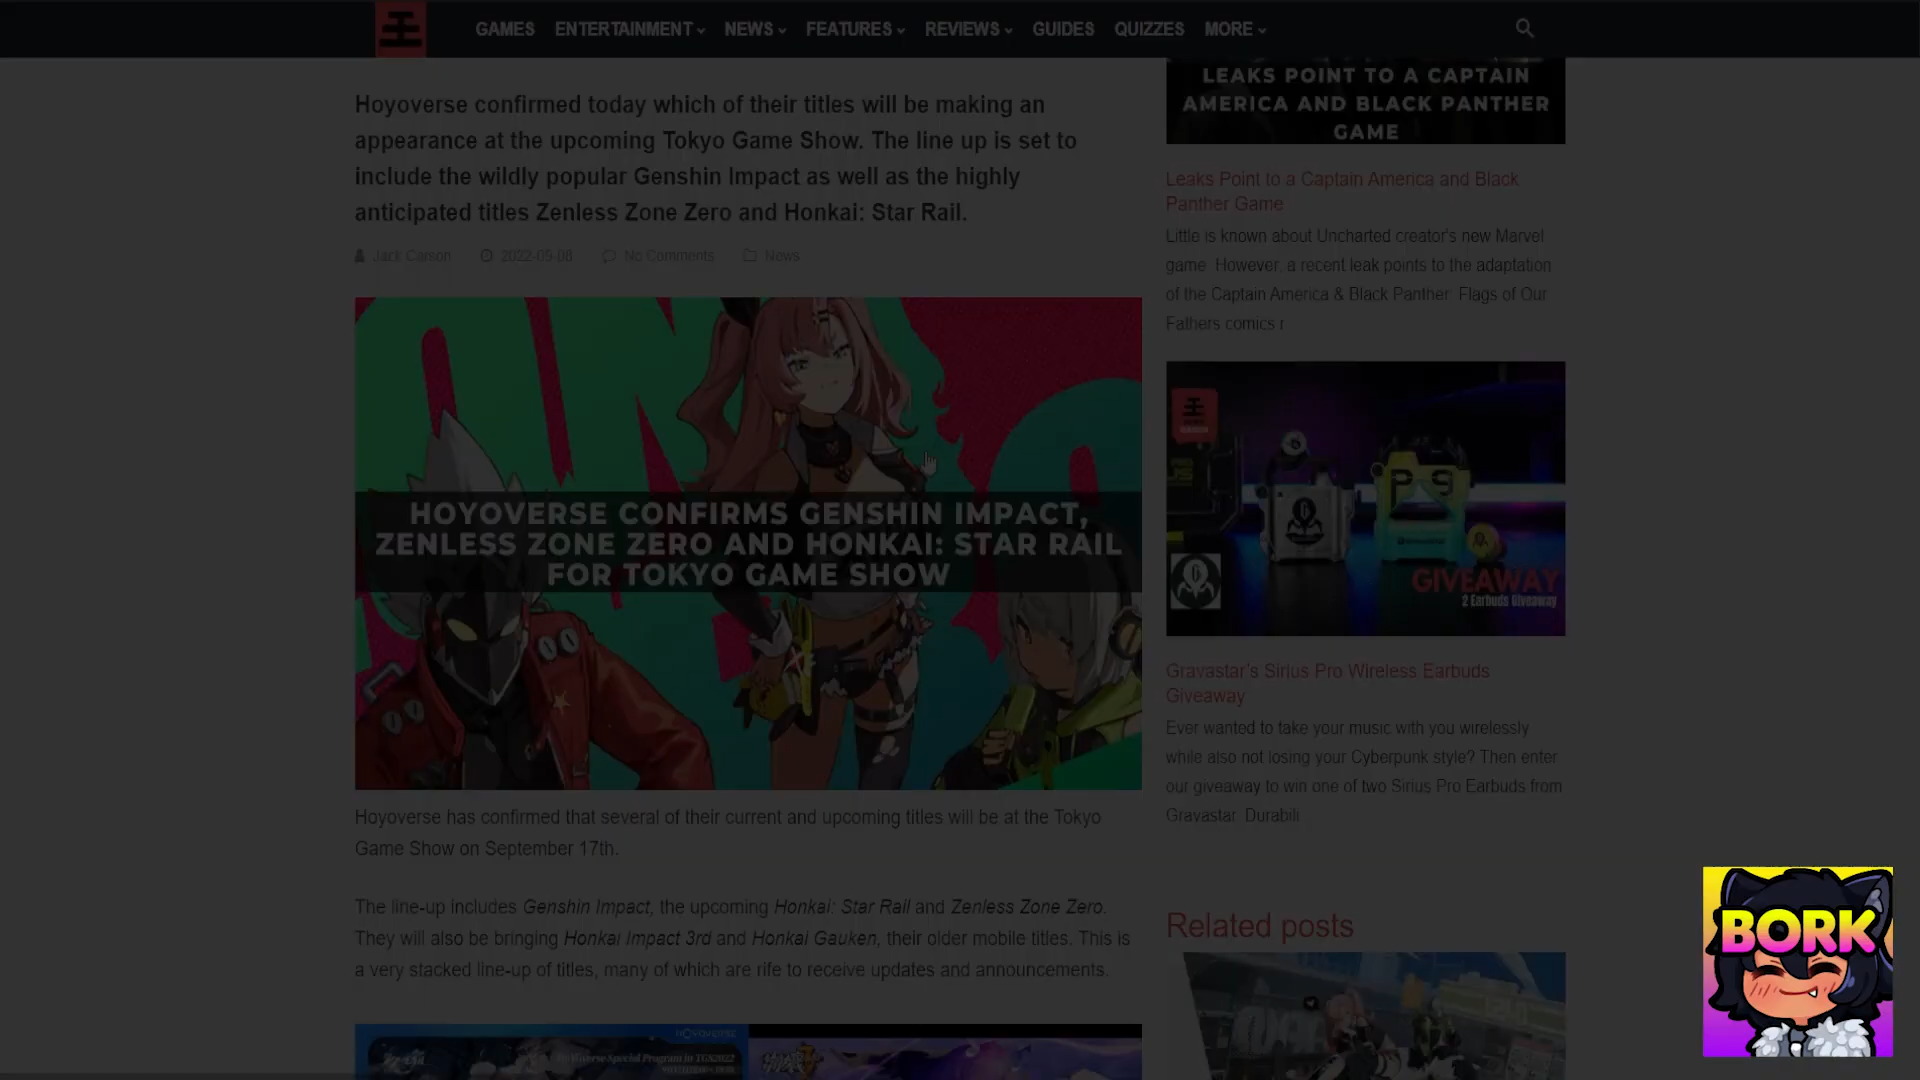 GAMES ENTERTAINMENT NEWS FEATURES REVIEWS GUIDES QUIZZES MORE
Hoyoverse confirmed today which of their titles will be making an
appearance at the upcoming Tokyo Game Show. The line up is set to
include the wildly popular Genshin Impact as well as the highly
anticipated titles Zenless Zone Zero and Honkai: Star Rail.
Jack Carson 2022-09-08 No Comments News
HOYOVERSE CONFIRMS GENSHIN IMPACT,
ZENLESS ZONE ZERO AND HONKAI: STAR RAIL
FOR TOKYO GAME SHOW
Hoyoverse has confirmed that several of their current and upcoming titles will be at the Tokyo
Game Show on September 17th.
The line-up includes Genshin Impact, the upcoming Honkai: Star Rail and Zenless Zone Zero.
They will also be bringing Honkai Impact 3rd and Honkai Gauken, their older mobile titles. This is
a very stacked line-up of titles, many of which are rife to receive updates and announcements.
HOYOVERSE
HoYoverse Special Program in TGS2022
LEAKS POINT TO A CAPTAIN
AMERICA AND BLACK PANTHER
GAME
Leaks Point to a Captain America and Black
Panther Game
Little is known about Uncharted creator's new Marvel
game. However, a recent leak points to the adaptation
of the Captain America & Black Panther: Flags of Our
Fathers comics r
GIVEAWAY
2 Earbuds Giveaway
Gravastar's Sirius Pro Wireless Earbuds
Giveaway
Ever wanted to take your music with you wirelessly
while also not losing your Cyberpunk style? Then enter
our giveaway to win one of two Sirius Pro Earbuds from
Gravastar. Durabili
Related posts
BORK